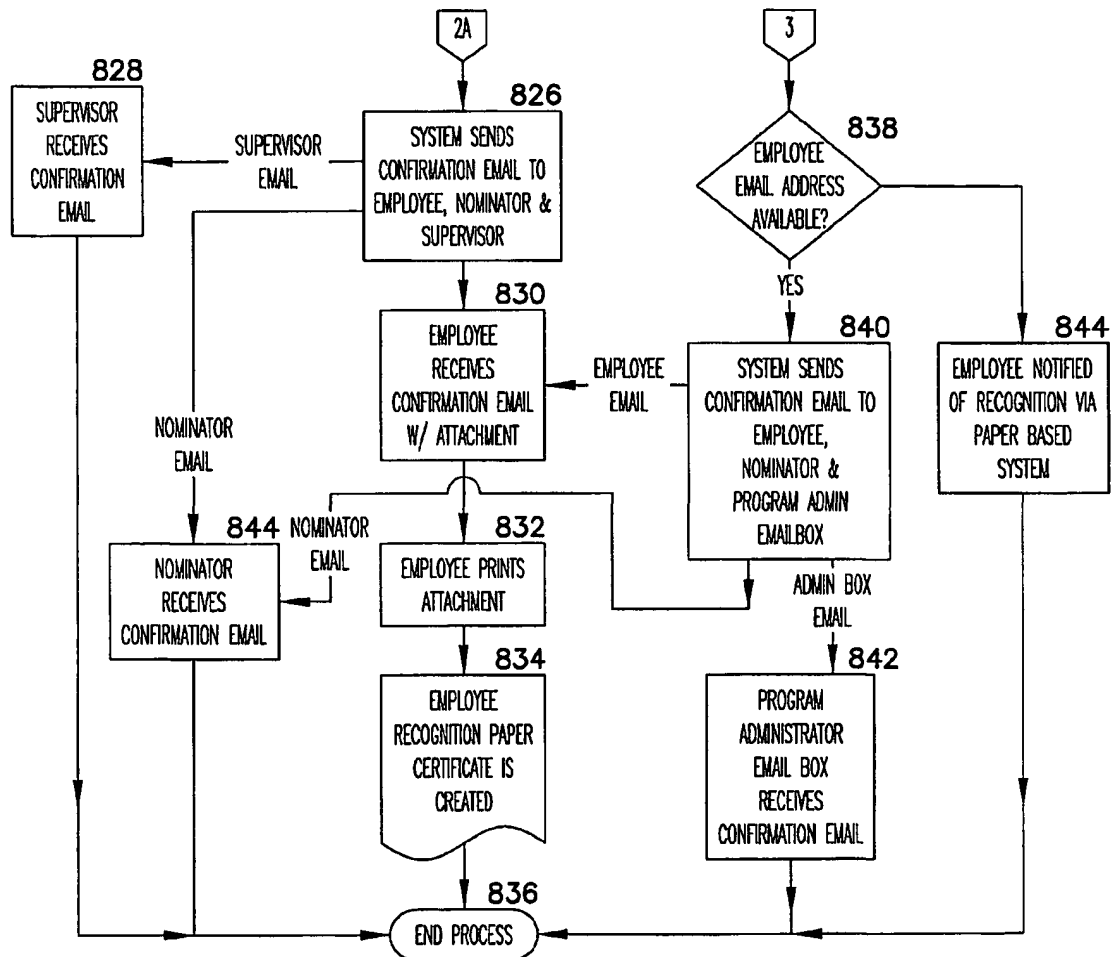 2A
3
828
SUPERVISOR
RECEIVES
CONFIRMATION
EMAIL
SUPERVISOR
EMAIL
826
SYSTEM SENDS
CONFIRMATION EMAIL TO
EMPLOYEE, NOMINATOR &
SUPERVISOR
838
EMPLOYEE
EMAIL ADDRESS
AVAILABLE?
YES
830
EMPLOYEE
RECEIVES
CONFIRMATION EMAIL
W/ ATTACHMENT
EMPLOYEE
EMAIL
840
SYSTEM SENDS
CONFIRMATION EMAIL TO
EMPLOYEE,
NOMINATOR &
PROGRAM ADMIN
EMAILBOX
844
EMPLOYEE NOTIFIED
OF RECOGNITION VIA
PAPER BASED
SYSTEM
NOMINATOR
EMAIL
844
NOMINATOR
RECEIVES
CONFIRMATION EMAIL
NOMINATOR
EMAIL
832
EMPLOYEE PRINTS
ATTACHMENT
ADMIN BOX
EMAIL
834
EMPLOYEE
RECOGNITION PAPER
CERTIFICATE IS
CREATED
842
PROGRAM
ADMINISTRATOR
EMAIL BOX
RECEIVES
CONFIRMATION EMAIL
836
END PROCESS